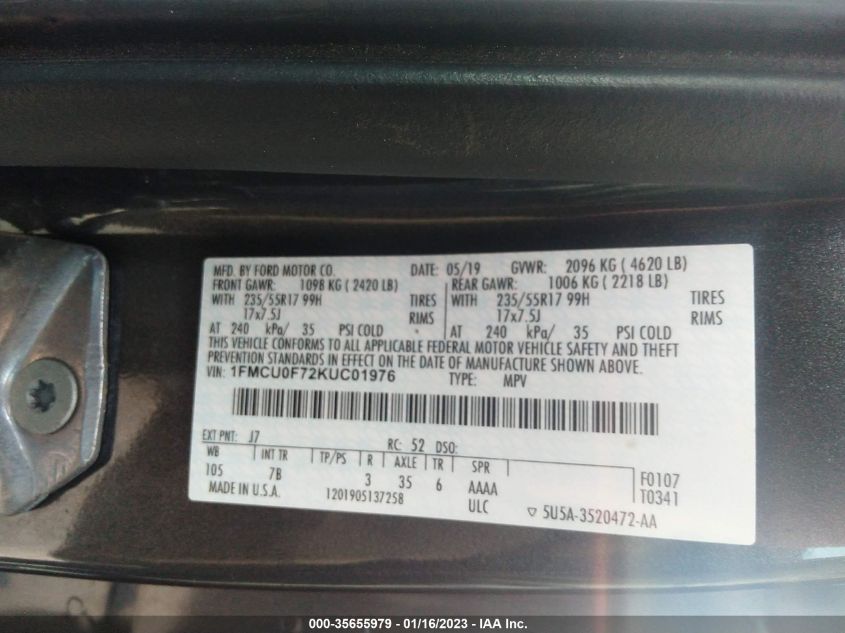 MFD. BY FORD MOTOR CO. DATE: 05/19 GVWR: 2096 KG ( 4620 LB)
FRONT GAWR: 1098 KG ( 2420 LB) REAR GAWR: 1006 KG ( 2218 LB)
WITH 235/55R17 99H TIRES WITH 235/55R17 99H TIRES
17x7.5J RIMS 17x7.5J RIMS
AT 240 kPa/ 35 PSI COLD AT 240 kPa/ 35 PSI COLD
THIS VEHICLE CONFORMS TO ALL APPLICABLE FEDERAL MOTOR VEHICLE SAFETY AND THEFT
PREVENTION STANDARDS IN EFFECT ON THE DATE OF MANUFACTURE SHOWN ABOVE.
VIN: 1FMCU0F72KUC01976 TYPE: MPV
EXT PNT: J7 RC: 52 DSO:
WB INT TR TP/PS R AXLE TR SPR
105 7B 3 35 6 AAAA
F0107
T0341
MADE IN U.S.A. 1201905137258 ULC ▽ 5U5A-3520472-AA
000-35655979 - 01/16/2023 - IAA Inc.